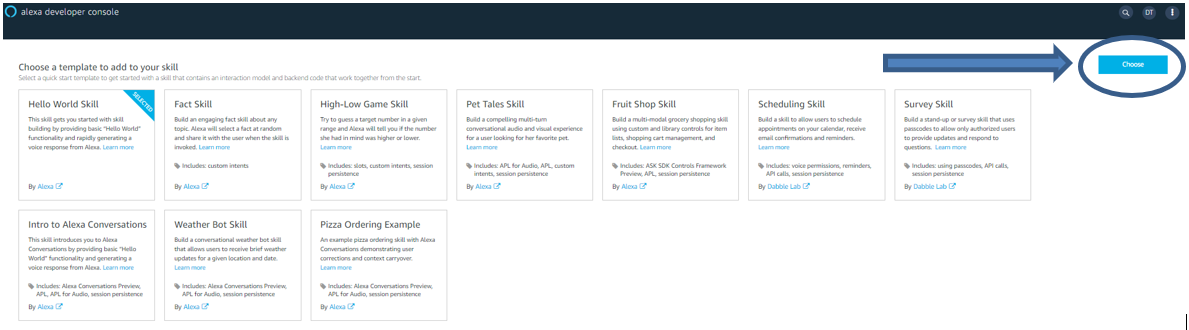 alexa developer console
DT
Choose a template to add to your skill
Select a quick start template to get started with a skill that contains an interaction model and backend code that work together from the start.
Choose
Hello World Skill
SELECTED
This skill gets you started with skill
building by providing basic "Hello World"
functionality and rapidly generating a
voice response from Alexa. Learn more
By Alexa
Fact Skill
Build an engaging fact skill about any
topic. Alexa will select a fact at random
and share it with the user when the skill is
invoked. Learn more
Includes: custom intents
By Alexa
High-Low Game Skill
Try to guess a target number in a given
range and Alexa will tell you if the number
she had in mind was higher or lower.
Learn more
Includes: slots, custom intents, session
persistence
By Alexa
Pet Tales Skill
Build a compelling multi-turn
conversational audio and visual experience
for a user looking for her favorite pet.
Learn more
Includes: APL for Audio, APL, custom
intents, session persistence
By Alexa
Fruit Shop Skill
Build a multi-modal grocery shopping skill
using custom and library controls for item
lists, shopping cart management, and
checkout. Learn more
Includes: ASK SDK Controls Framework
Preview, APL, session persistence
By Alexa
Scheduling Skill
Build a skill to allow users to schedule
appointments on your calendar, receive
email confirmations and reminders.
Learn more
Includes: voice permissions, reminders,
API calls, session persistence
By Dabble Lab
Survey Skill
Build a stand-up or survey skill that uses
passcodes to allow only authorized users
to provide updates and respond to
questions. Learn more
Includes: using passcodes, API calls,
session persistence
By Dabble Lab
Intro to Alexa Conversations
This skill introduces you to Alexa
Conversations by providing basic "Hello
World" functionality and generating a
voice response from Alexa. Learn more
Includes: Alexa Conversations Preview,
APL, APL for Audio, session persistence
By Alexa
Weather Bot Skill
Build a conversational weather bot skill
that allows users to receive brief weather
updates for a given location and date.
Learn more
Includes: Alexa Conversations Preview,
APL for Audio, session persistence
By Alexa
Pizza Ordering Example
An example pizza ordering skill with Alexa
Conversations demonstrating user
corrections and context carryover.
Learn more
Includes: Alexa Conversations Preview,
APL for Audio, session persistence
By Alexa